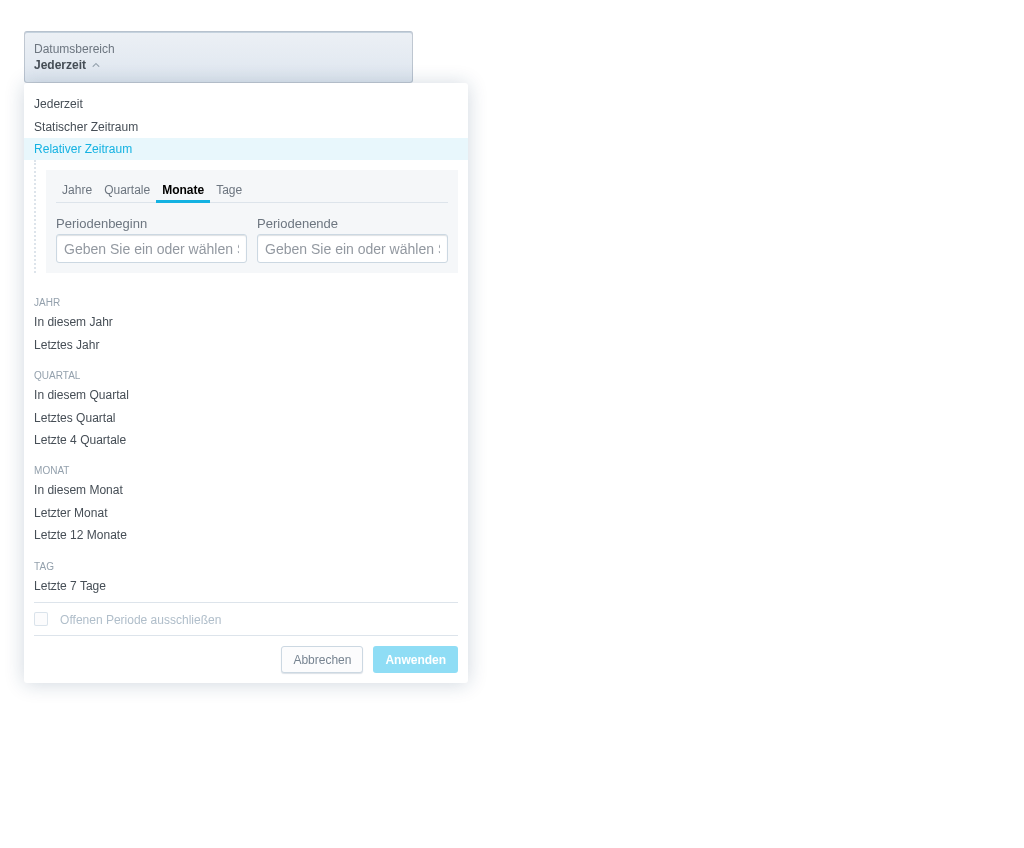 Datumsbereich
Jederzeit
Jederzeit
Statischer Zeitraum
Relativer Zeitraum
Jahre Quartale Monate Tage
Periodenbeginn Periodenende
Geben Sie ein oder wählen Geben Sie ein oder wählen
JAHR
In diesem Jahr
Letztes Jahr
QUARTAL
In diesem Quartal
Letztes Quartal
Letzte 4 Quartale
MONAT
In diesem Monat
Letzter Monat
Letzte 12 Monate
TAG
Letzte 7 Tage
Offenen Periode ausschließen
Abbrechen Anwenden